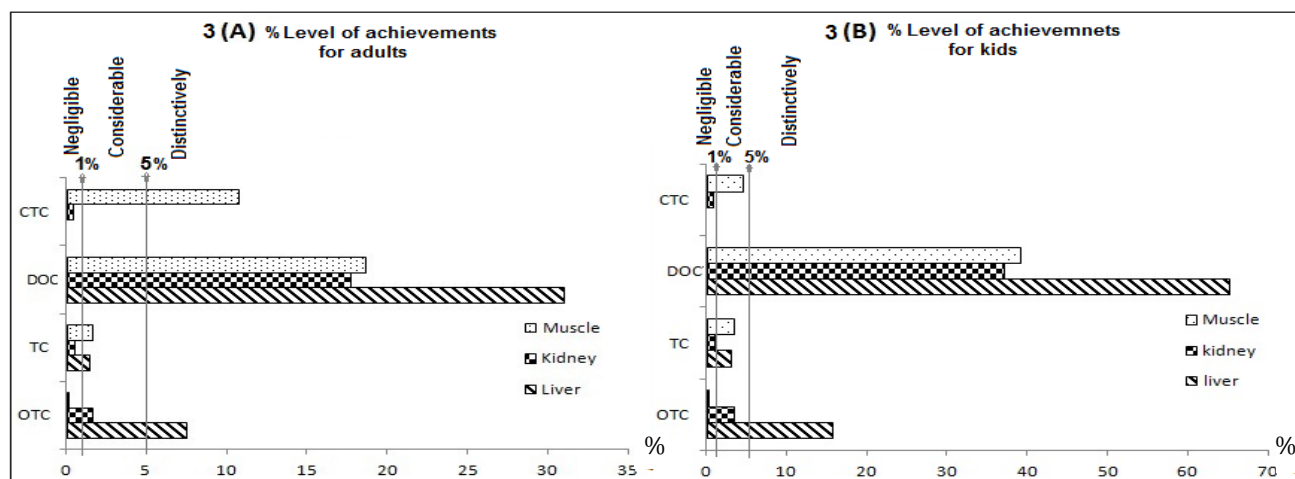 3 (A) % Level of achievements
for adults
Negligible
Considerable
Distinctively
1%
5%
CTC
DOC
TC
OTC
Muscle
Kidney
Liver
0 5 10 15 20 25 30 35
%
3 (B) % Level of achievemnets
for kids
Negligible
Considerable
Distinctively
1%
5%
CTC
DOC
TC
OTC
Muscle
kidney
liver
0 10 20 30 40 50 60 70
%